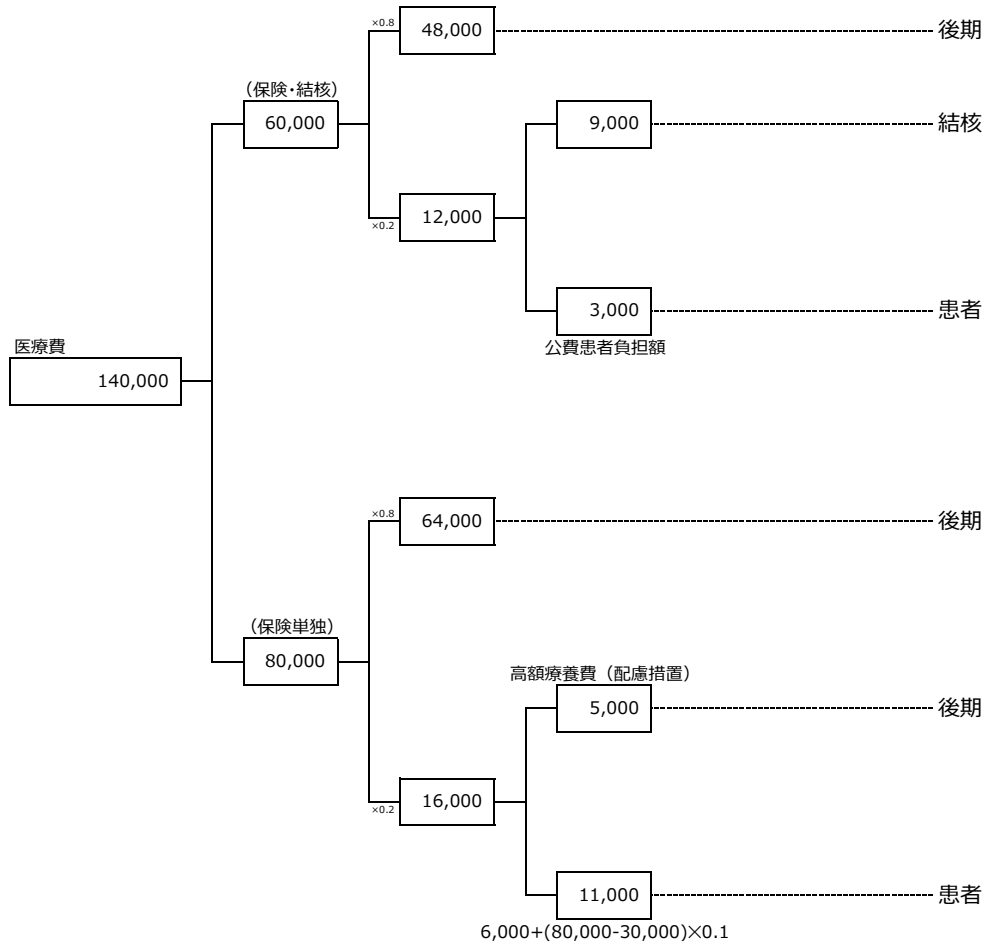 ×0.8
48,000
後期
(保険・結核)
60,000
9,000
結核
×0.2
12,000
3,000
患者
公費患者負担額
医療費
140,000
×0.8
64,000
後期
(保険単独)
80,000
高額療養費(配慮措置)
5,000
後期
×0.2
16,000
11,000
患者
6,000+(80,000-30,000)×0.1